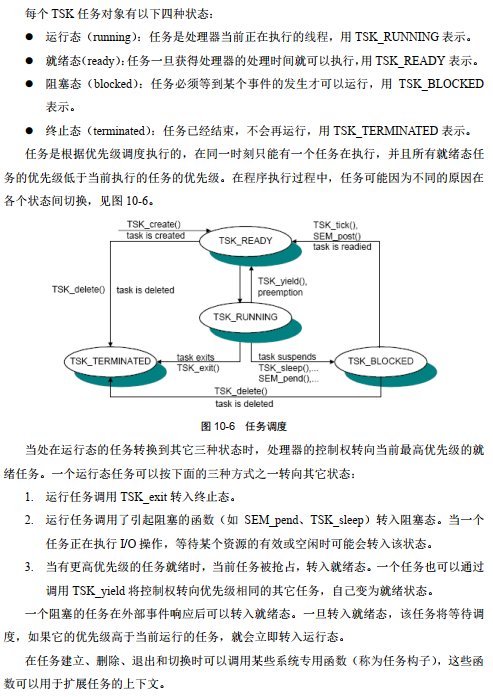 每个 TSK 任务对象有以下四种状态：
● 运行态（running）：任务是处理器当前正在执行的线程，用 TSK_RUNNING 表示。
● 就绪态(ready)：任务一旦获得处理器的处理时间就可以执行，用 TSK_READY 表示。
● 阻塞态（blocked）：任务必须等到某个事件的发生才可以运行，用 TSK_BLOCKED
表示。
● 终止态（terminated）：任务已经结束，不会再运行，用 TSK_TERMINATED 表示。
任务是根据优先级调度执行的，在同一时刻只能有一个任务在执行，并且所有就绪态任
务的优先级低于当前执行的任务的优先级。在程序执行过程中，任务可能因为不同的原因在
各个状态间切换，见图 10-6。
TSK_create()
task is created
TSK_READY
TSK_tick(),
SEM_post()
task is readied
TSK_delete()
task is deleted
TSK_yield(),
preemption
TSK_RUNNING
TSK_TERMINATED
task exits
TSK_exit()
task suspends
TSK_sleep(),...
SEM_pend(),...
TSK_BLOCKED
TSK_delete()
task is deleted
图 10-6 任务调度
当处在运行态的任务转换到其它三种状态时，处理器的控制权转向当前最高优先级的就
绪任务。一个运行态任务可以按下面的三种方式之一转向其它状态：
1. 运行任务调用 TSK_exit 转入终止态。
2. 运行任务调用了引起阻塞的函数（如 SEM_pend、TSK_sleep）转入阻塞态。当一个
任务正在执行 I/O 操作，等待某个资源的有效或空闲时可能会转入该状态。
3. 当有更高优先级的任务就绪时，当前任务被抢占，转入就绪态。一个任务也可以通过
调用 TSK_yield 将控制权转向优先级相同的其它任务，自己变为就绪状态。
一个阻塞的任务在外部事件响应后可以转入就绪态。一旦转入就绪态，该任务将等待调
度，如果它的优先级高于当前运行的任务，就会立即转入运行态。
在任务建立、删除、退出和切换时可以调用某些系统专用函数（称为任务构子），这些函
数可以用于扩展任务的上下文。